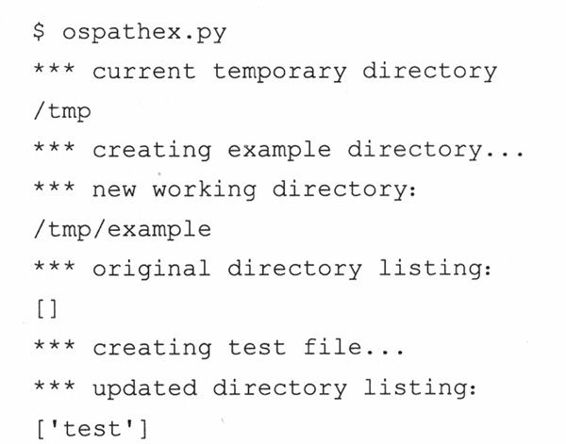 $ ospathex.py
*** current temporary directory
/tmp
*** creating example directory...
*** new working directory:
/tmp/example
*** original directory listing:
[]
*** creating test file...
*** updated directory listing:
['test']